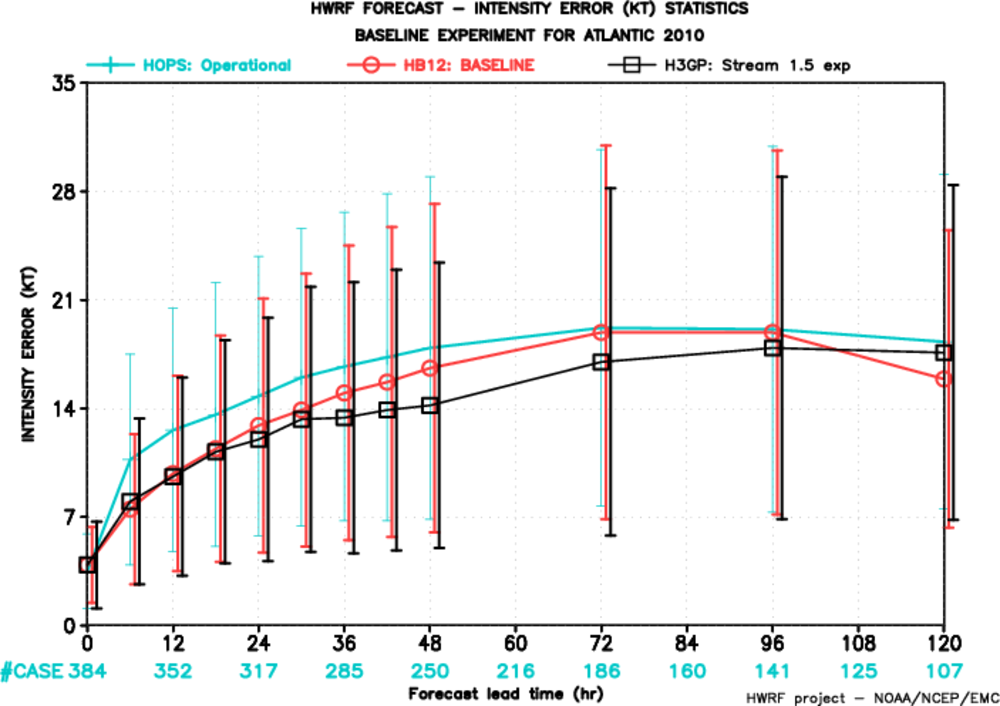 HWRF FORECAST – INTENSITY ERROR (KT) STATISTICS
BASELINE EXPERIMENT FOR ATLANTIC 2010
HOPS: Operational HB12: BASELINE H3GP: Stream 1.5 exp
35
28
21
14
7
0
INTENSITY ERROR (KT)
0 12 24 36 48 60 72 84 96 108 120
#CASE 384 352 317 285 250 216 186 160 141 125 107
Forecast lead time (hr)
HWRF project – NOAA/NCEP/EMC